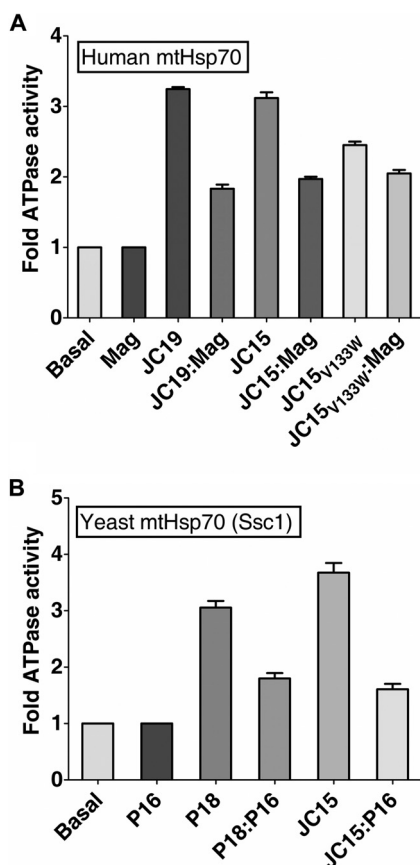 A
Human mtHsp70
Fold ATPase activity
4
3
2
1
0
Basal
Mag
JC19
JC19:Mag
JC15
JC15:Mag
JC15V133W
JC15V133W:Mag
B
Yeast mtHsp70 (Ssc1)
Fold ATPase activity
5
4
3
2
1
0
Basal
P16
P18
P18:P16
JC15
JC15:P16